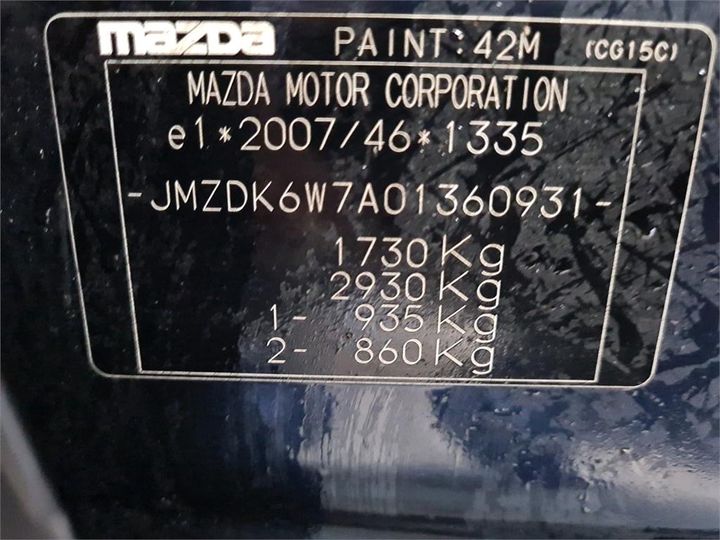 mazda PAINT: 42M (CG15C)
MAZDA MOTOR CORPORATION
e1*2007/46*1335
-JMZDK6W7A01360931-
1730 Kg
2930 Kg
1- 935 Kg
2- 860 Kg